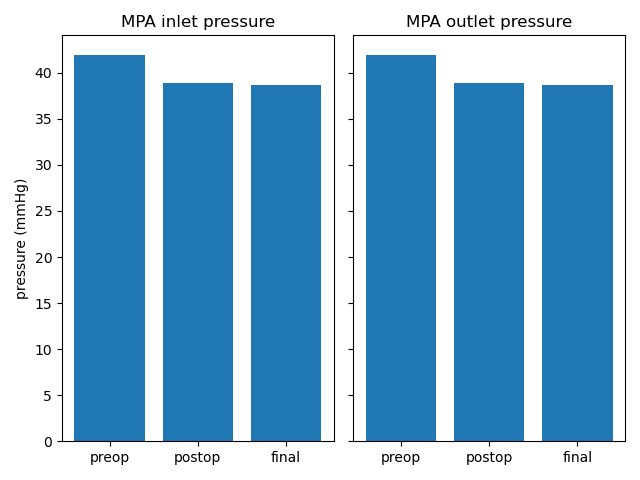 MPA inlet pressure
MPA outlet pressure
pressure (mmHg)
40
35
30
25
20
15
10
5
0
preop postop final
preop postop final